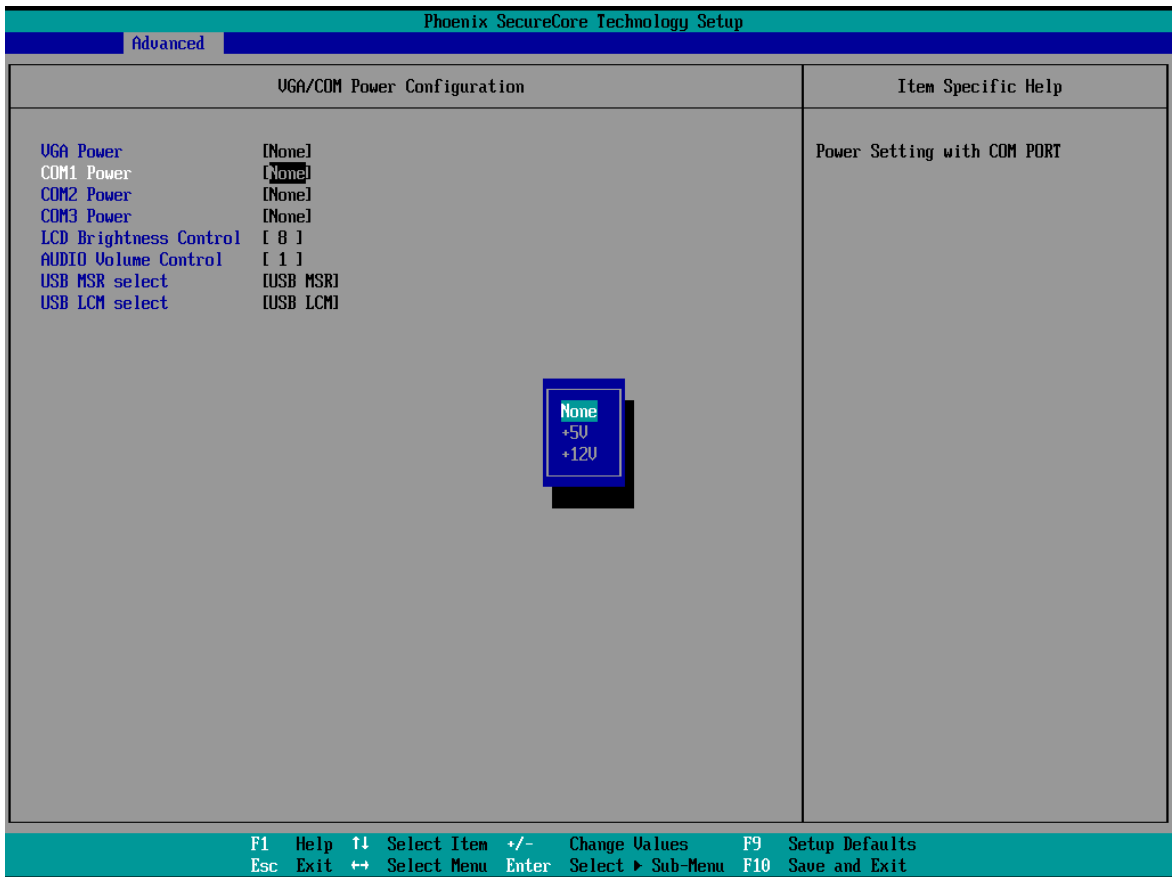 Phoenix SecureCore Technology Setup
Advanced
VGA/COM Power Configuration
Item Specific Help
VGA Power [None]
COM1 Power [None]
COM2 Power [None]
COM3 Power [None]
LCD Brightness Control [ 8 ]
AUDIO Volume Control [ 1 ]
USB MSR select [USB MSR]
USB LCM select [USB LCM]
Power Setting with COM PORT
None
+5V
+12V
F1 Help ↑↓ Select Item +/- Change Values F9 Setup Defaults
Esc Exit ↔ Select Menu Enter Select ▶ Sub-Menu F10 Save and Exit